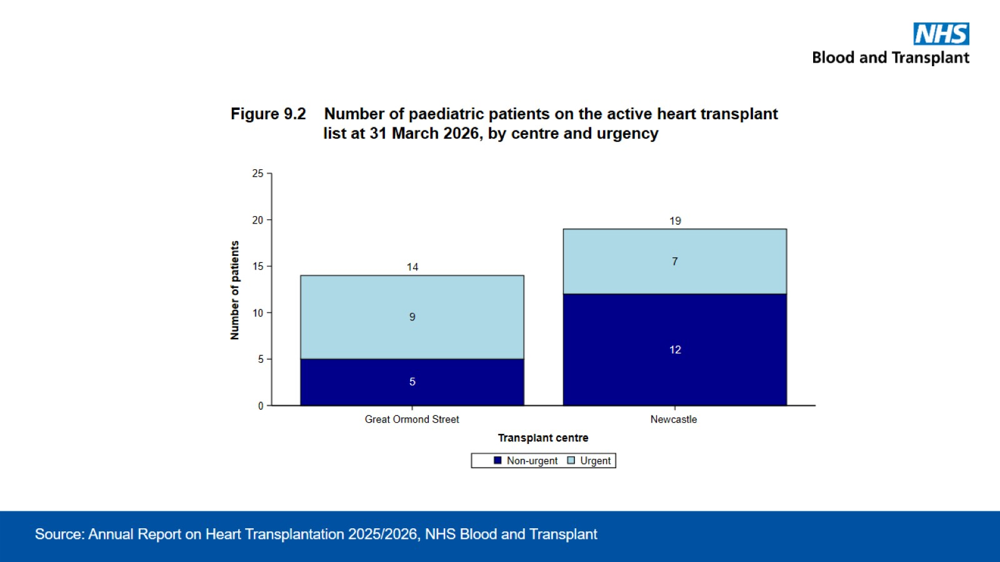 NHS
Blood and Transplant
Figure 9.2 Number of paediatric patients on the active heart transplant
list at 31 March 2026, by centre and urgency
Number of patients
25
20
15
10
5
0
14
9
5
19
7
12
Great Ormond Street
Newcastle
Transplant centre
Non-urgent Urgent
Source: Annual Report on Heart Transplantation 2025/2026, NHS Blood and Transplant